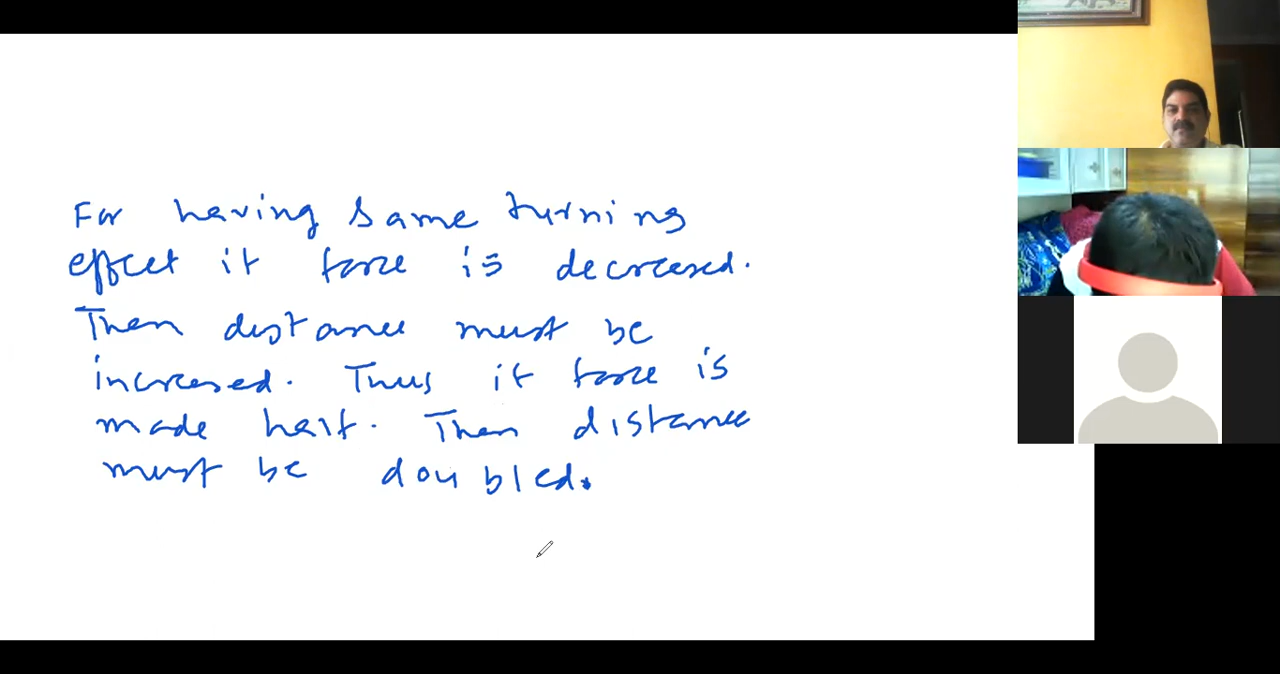 For having same turning
effect if force is decreased.
Then distance must be
increased. Thus if force is
made half. Then distance
must be doubled.